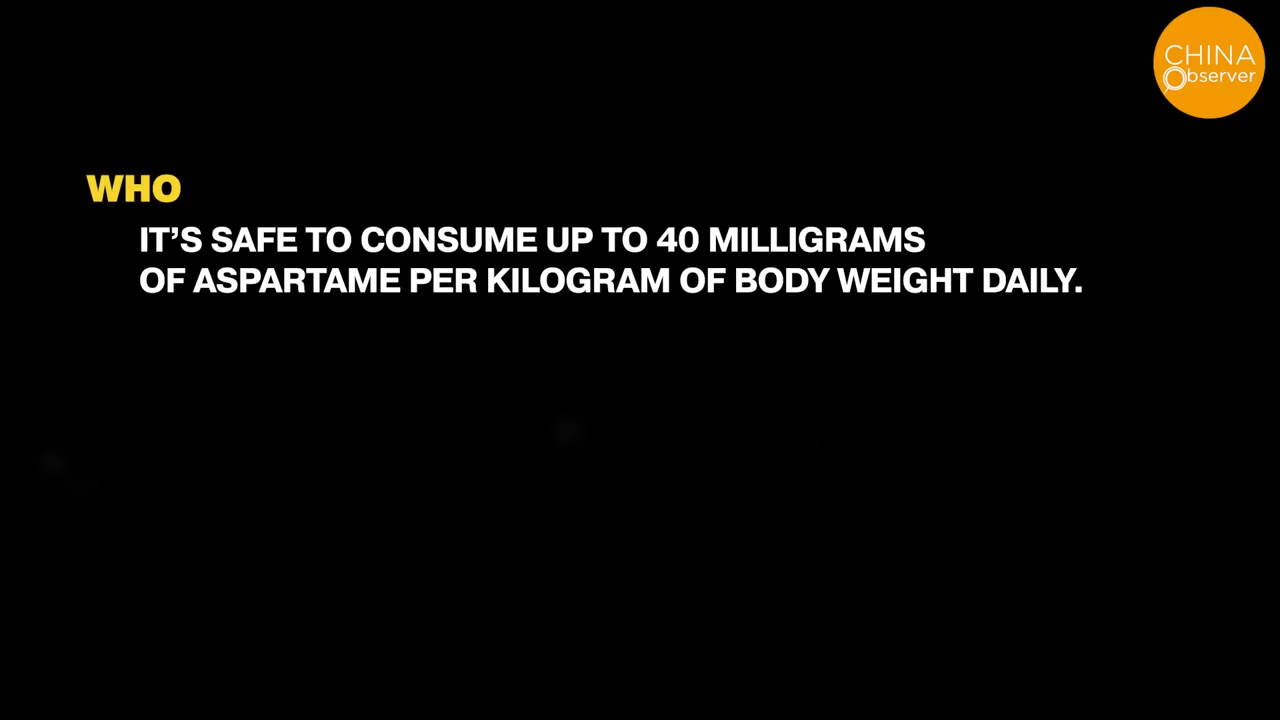 CHINA
Observer
WHO
IT'S SAFE TO CONSUME UP TO 40 MILLIGRAMS
OF ASPARTAME PER KILOGRAM OF BODY WEIGHT DAILY.